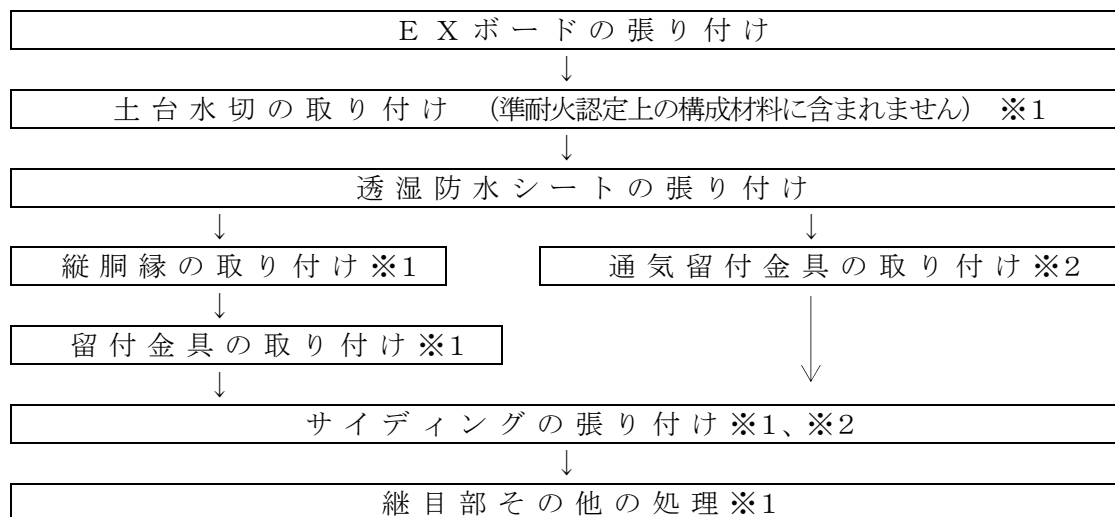 EXボードの張り付け
↓
土台水切の取り付け (準耐火認定上の構成材料に含まれません) ※1
↓
透湿防水シートの張り付け
↓ ↓
縦胴縁の取り付け※1 通気留付金具の取り付け※2
↓
留付金具の取り付け※1
↓ ↓
サイディングの張り付け※1、※2
↓
継目部その他の処理※1